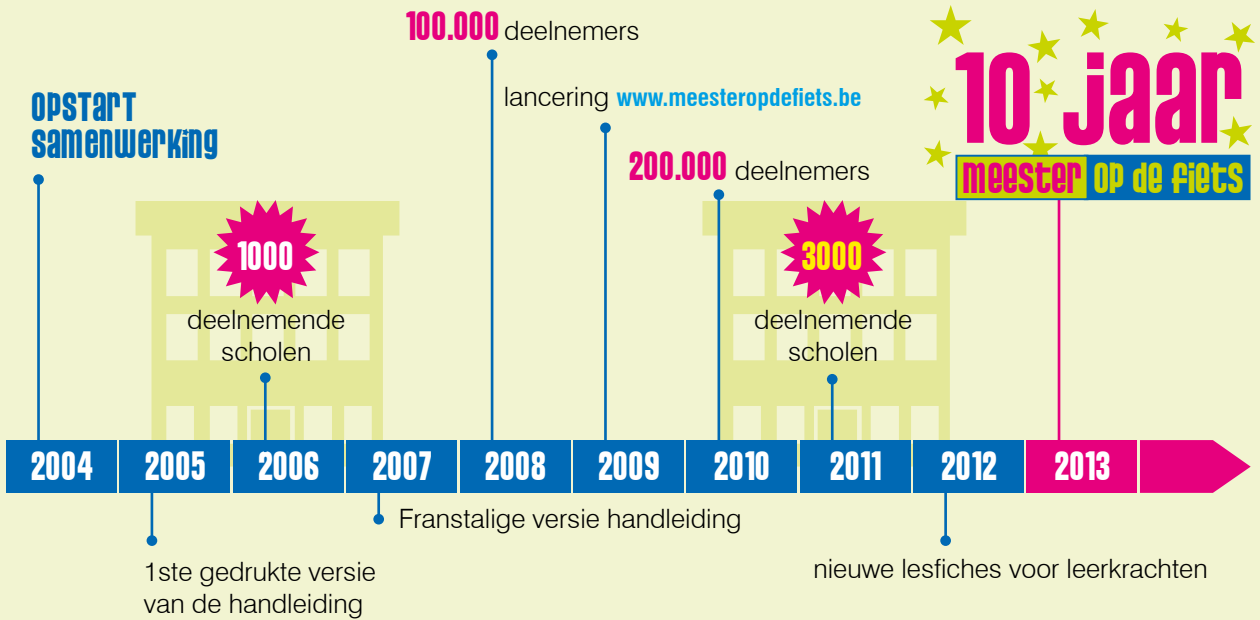 100.000 deelnemers
10 jaar
meester op de fiets
opstart
samenwerking
lancering www.meesteropdefiets.be
200.000 deelnemers
1000
deelnemende
scholen
3000
deelnemende
scholen
2004 2005 2006 2007 2008 2009 2010 2011 2012 2013
Franstalige versie handleiding
1ste gedrukte versie
van de handleiding
nieuwe lesfiches voor leerkrachten